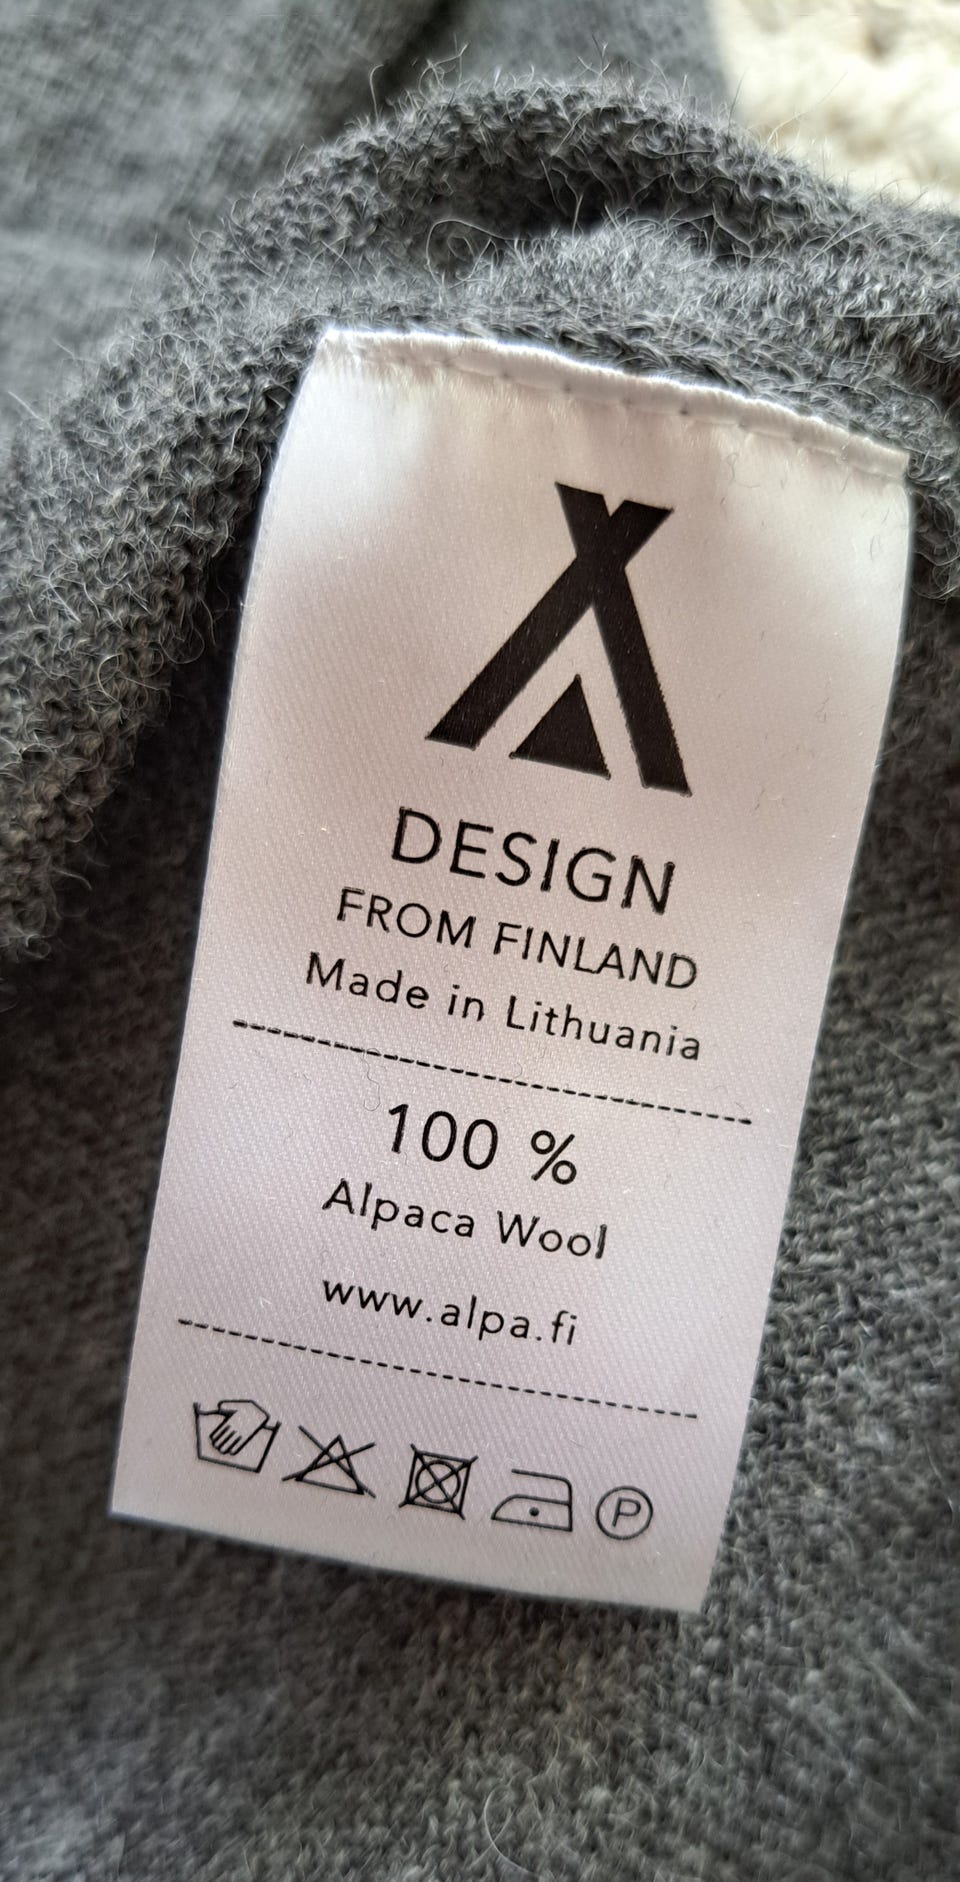 DESIGN
FROM FINLAND
Made in Lithuania
100 %
Alpaca Wool
www.alpa.fi
P